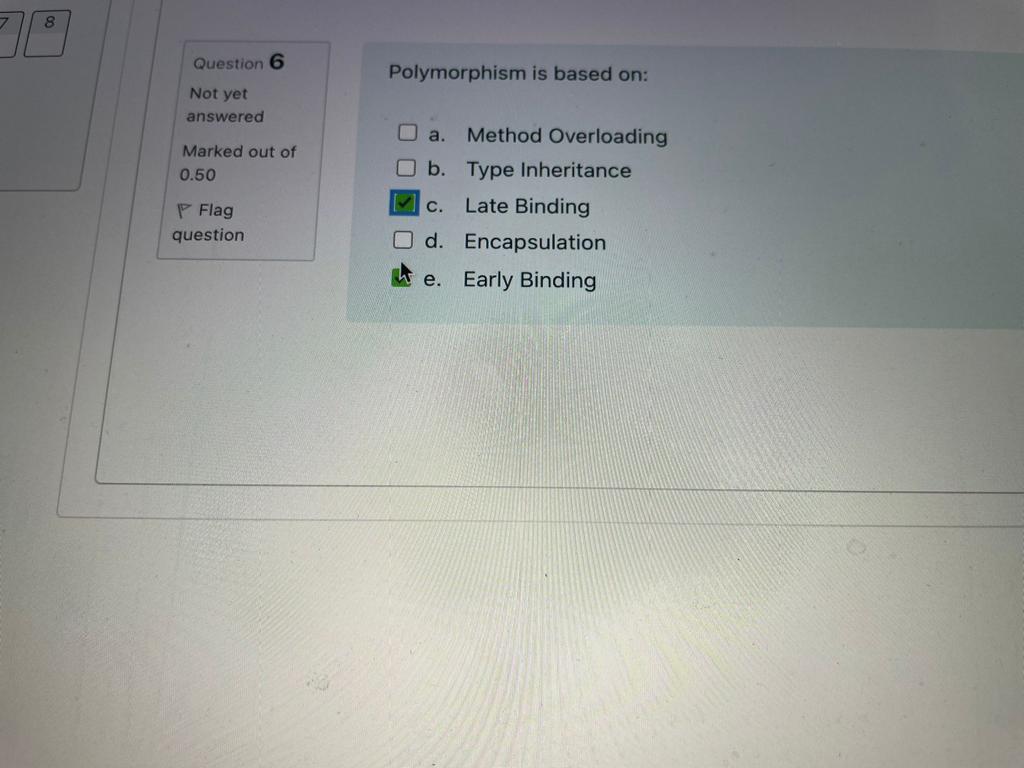 7
8
Question 6
Not yet
answered
Marked out of
0.50
Flag
question
Polymorphism is based on:
a. Method Overloading
b. Type Inheritance
c. Late Binding
d. Encapsulation
e. Early Binding